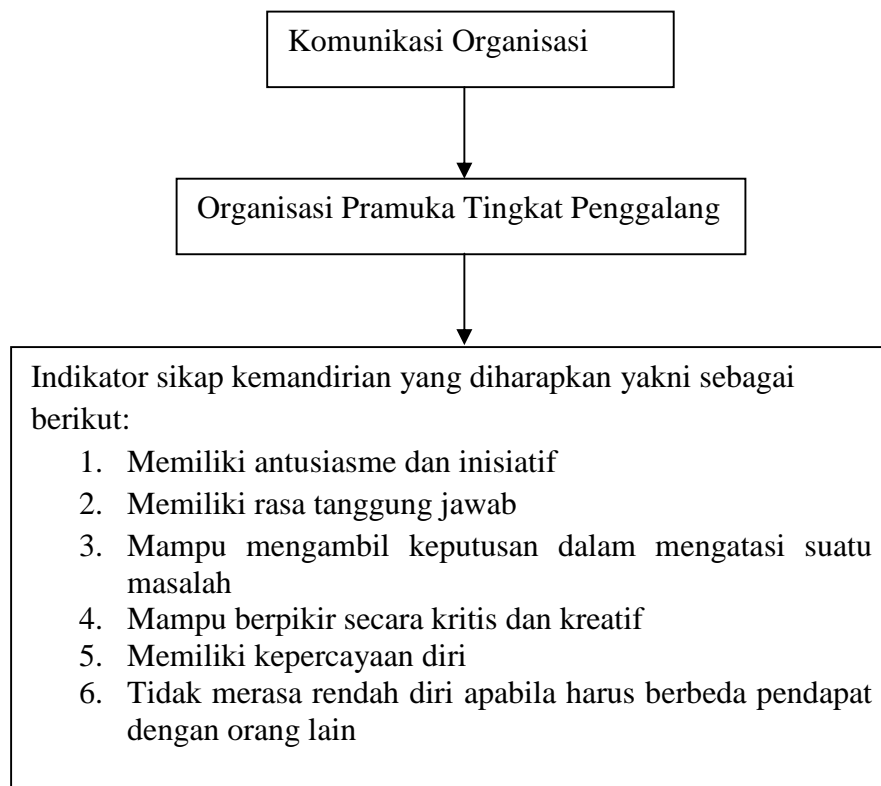 Komunikasi Organisasi
Organisasi Pramuka Tingkat Penggalang
Indikator sikap kemandirian yang diharapkan yakni sebagai
berikut:
1. Memiliki antusiasme dan inisiatif
2. Memiliki rasa tanggung jawab
3. Mampu mengambil keputusan dalam mengatasi suatu
masalah
4. Mampu berpikir secara kritis dan kreatif
5. Memiliki kepercayaan diri
6. Tidak merasa rendah diri apabila harus berbeda pendapat
dengan orang lain